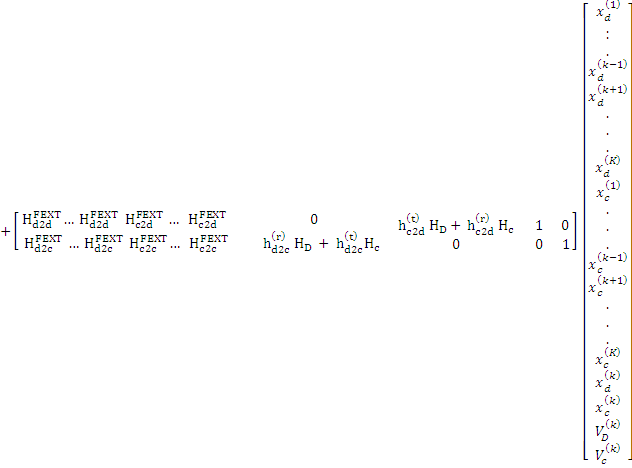 + [ H_{d2d}^{FEXT} … H_{d2d}^{FEXT} H_{c2d}^{FEXT} … H_{c2d}^{FEXT} 0 h_{c2d}^{(t)} H_D + h_{c2d}^{(r)} H_c 1 0 ]
[ H_{d2c}^{FEXT} … H_{d2c}^{FEXT} H_{c2c}^{FEXT} … H_{c2c}^{FEXT} h_{d2c}^{(r)} H_D + h_{d2c}^{(t)} H_c 0 0 1 ]
x_d^{(1)}
:
.
x_d^{(k−1)}
x_d^{(k+1)}
.
.
.
x_d^{(K)}
x_c^{(1)}
.
.
.
x_c^{(k−1)}
x_c^{(k+1)}
.
.
.
x_c^{(K)}
x_d^{(k)}
x_c^{(k)}
V_D^{(k)}
V_c^{(k)}